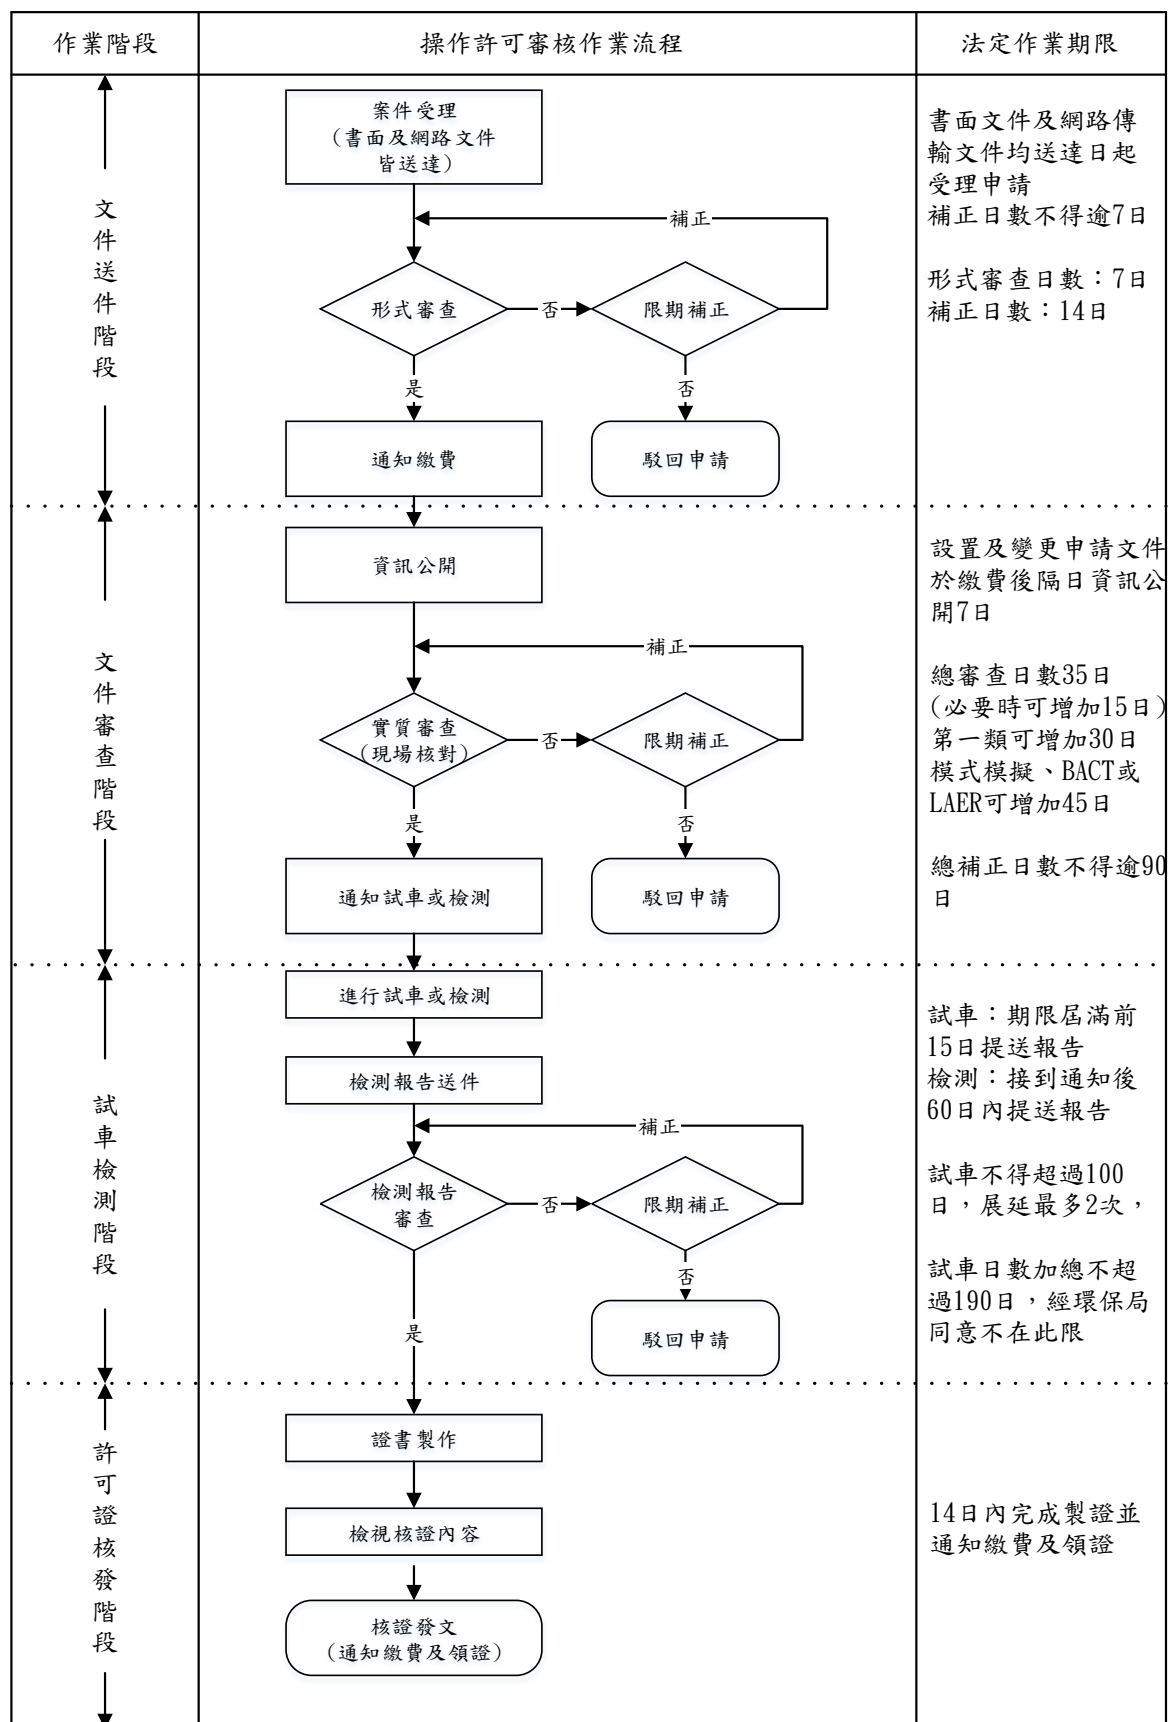 作業階段
操作許可審核作業流程
法定作業期限
文件送件階段
案件受理
(書面及網路文件
皆送達)
補正
形式審查
否
限期補正
是
否
通知繳費
駁回申請
書面文件及網路傳
輸文件均送達日起
受理申請
補正日數不得逾7日
形式審查日數：7日
補正日數：14日
文件審查階段
資訊公開
補正
實質審查
(現場核對)
否
限期補正
是
否
通知試車或檢測
駁回申請
設置及變更申請文件
於繳費後隔日資訊公
開7日
總審查日數35日
(必要時可增加15日)
第一類可增加30日
模式模擬、BACT或
LAER可增加45日
總補正日數不得逾90
日
試車檢測階段
進行試車或檢測
檢測報告送件
補正
檢測報告
審查
否
限期補正
否
是
駁回申請
試車：期限屆滿前
15日提送報告
檢測：接到通知後
60日內提送報告
試車不得超過100
日，展延最多2次，
試車日數加總不超
過190日，經環保局
同意不在此限
許可證核發階段
證書製作
檢視核證內容
核證發文
(通知繳費及領證)
14日內完成製證並
通知繳費及領證